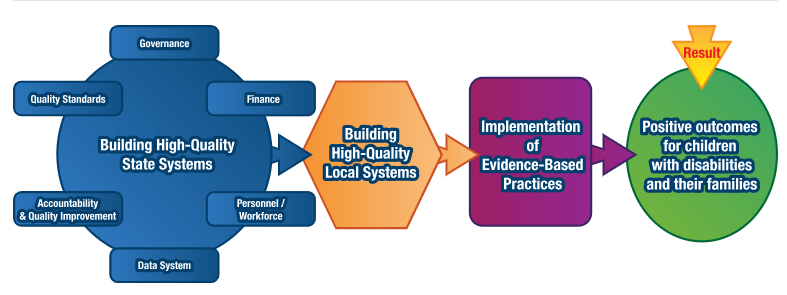 Governance
Quality Standards
Finance
Building High-Quality
State Systems
Accountability
& Quality Improvement
Personnel /
Workforce
Data System
Building
High-Quality
Local Systems
Implementation
of
Evidence-Based
Practices
Result
Positive outcomes
for children
with disabilities
and their families